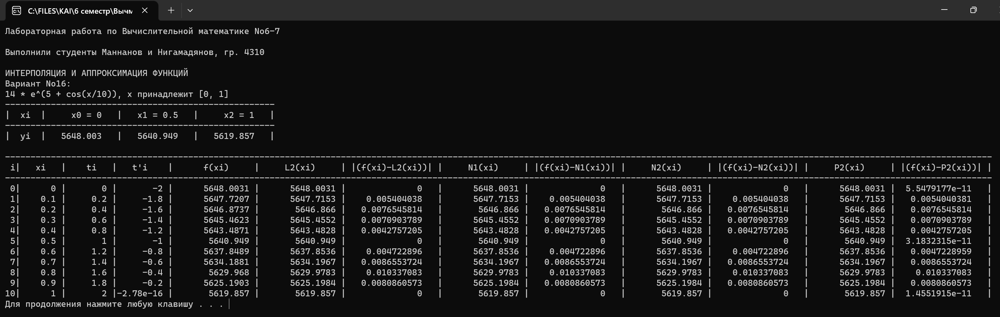 C:\FILES\KAI\6 семестр\Вычм
Лабораторная работа по Вычислительной математике No6-7
Выполнили студенты Маннанов и Нигамадянов, гр. 4310
ИНТЕРПОЛЯЦИЯ И АППРОКСИМАЦИЯ ФУНКЦИЙ
Вариант No16:
14 * e^(5 + cos(x/10)), x принадлежит [0, 1]
-----------------------------------------------------
|  xi  |     x0 = 0   |   x1 = 0.5   |     x2 = 1   |
-----------------------------------------------------
|  yi  |   5648.003   |   5640.949   |   5619.857   |
i| xi | ti | t'i | f(xi) | L2(xi) | |(f(xi)-L2(xi))| | N1(xi) | |(f(xi)-N1(xi))| | N2(xi) | |(f(xi)-N2(xi))| | P2(xi) | |(f(xi)-P2(xi))| |
0| 0 | 0 | -2 | 5648.0031 | 5648.0031 | 0 | 5648.0031 | 0 | 5648.0031 | 0 | 5648.0031 | 5.5479177e-11 |
1| 0.1 | 0.2 | -1.8 | 5647.7207 | 5647.7153 | 0.005404038 | 5647.7153 | 0.005404038 | 5647.7153 | 0.005404038 | 5647.7153 | 0.0054040381 |
2| 0.2 | 0.4 | -1.6 | 5646.8737 | 5646.866 | 0.0076545814 | 5646.866 | 0.0076545814 | 5646.866 | 0.0076545814 | 5646.866 | 0.0076545814 |
3| 0.3 | 0.6 | -1.4 | 5645.4623 | 5645.4552 | 0.0070903789 | 5645.4552 | 0.0070903789 | 5645.4552 | 0.0070903789 | 5645.4552 | 0.0070903789 |
4| 0.4 | 0.8 | -1.2 | 5643.4871 | 5643.4828 | 0.0042757205 | 5643.4828 | 0.0042757205 | 5643.4828 | 0.0042757205 | 5643.4828 | 0.0042757205 |
5| 0.5 | 1 | -1 | 5640.949 | 5640.949 | 0 | 5640.949 | 0 | 5640.949 | 0 | 5640.949 | 3.1832315e-11 |
6| 0.6 | 1.2 | -0.8 | 5637.8489 | 5637.8536 | 0.004722896 | 5637.8536 | 0.004722896 | 5637.8536 | 0.004722896 | 5637.8536 | 0.0047228959 |
7| 0.7 | 1.4 | -0.6 | 5634.1881 | 5634.1967 | 0.0086553724 | 5634.1967 | 0.0086553724 | 5634.1967 | 0.0086553724 | 5634.1967 | 0.0086553724 |
8| 0.8 | 1.6 | -0.4 | 5629.968 | 5629.9783 | 0.010337083 | 5629.9783 | 0.010337083 | 5629.9783 | 0.010337083 | 5629.9783 | 0.010337083 |
9| 0.9 | 1.8 | -0.2 | 5625.1903 | 5625.1984 | 0.0080860573 | 5625.1984 | 0.0080860573 | 5625.1984 | 0.0080860573 | 5625.1984 | 0.0080860573 |
10| 1 | 2 |-2.78e-16 | 5619.857 | 5619.857 | 0 | 5619.857 | 0 | 5619.857 | 0 | 5619.857 | 1.4551915e-11 |
Для продолжения нажмите любую клавишу . . .